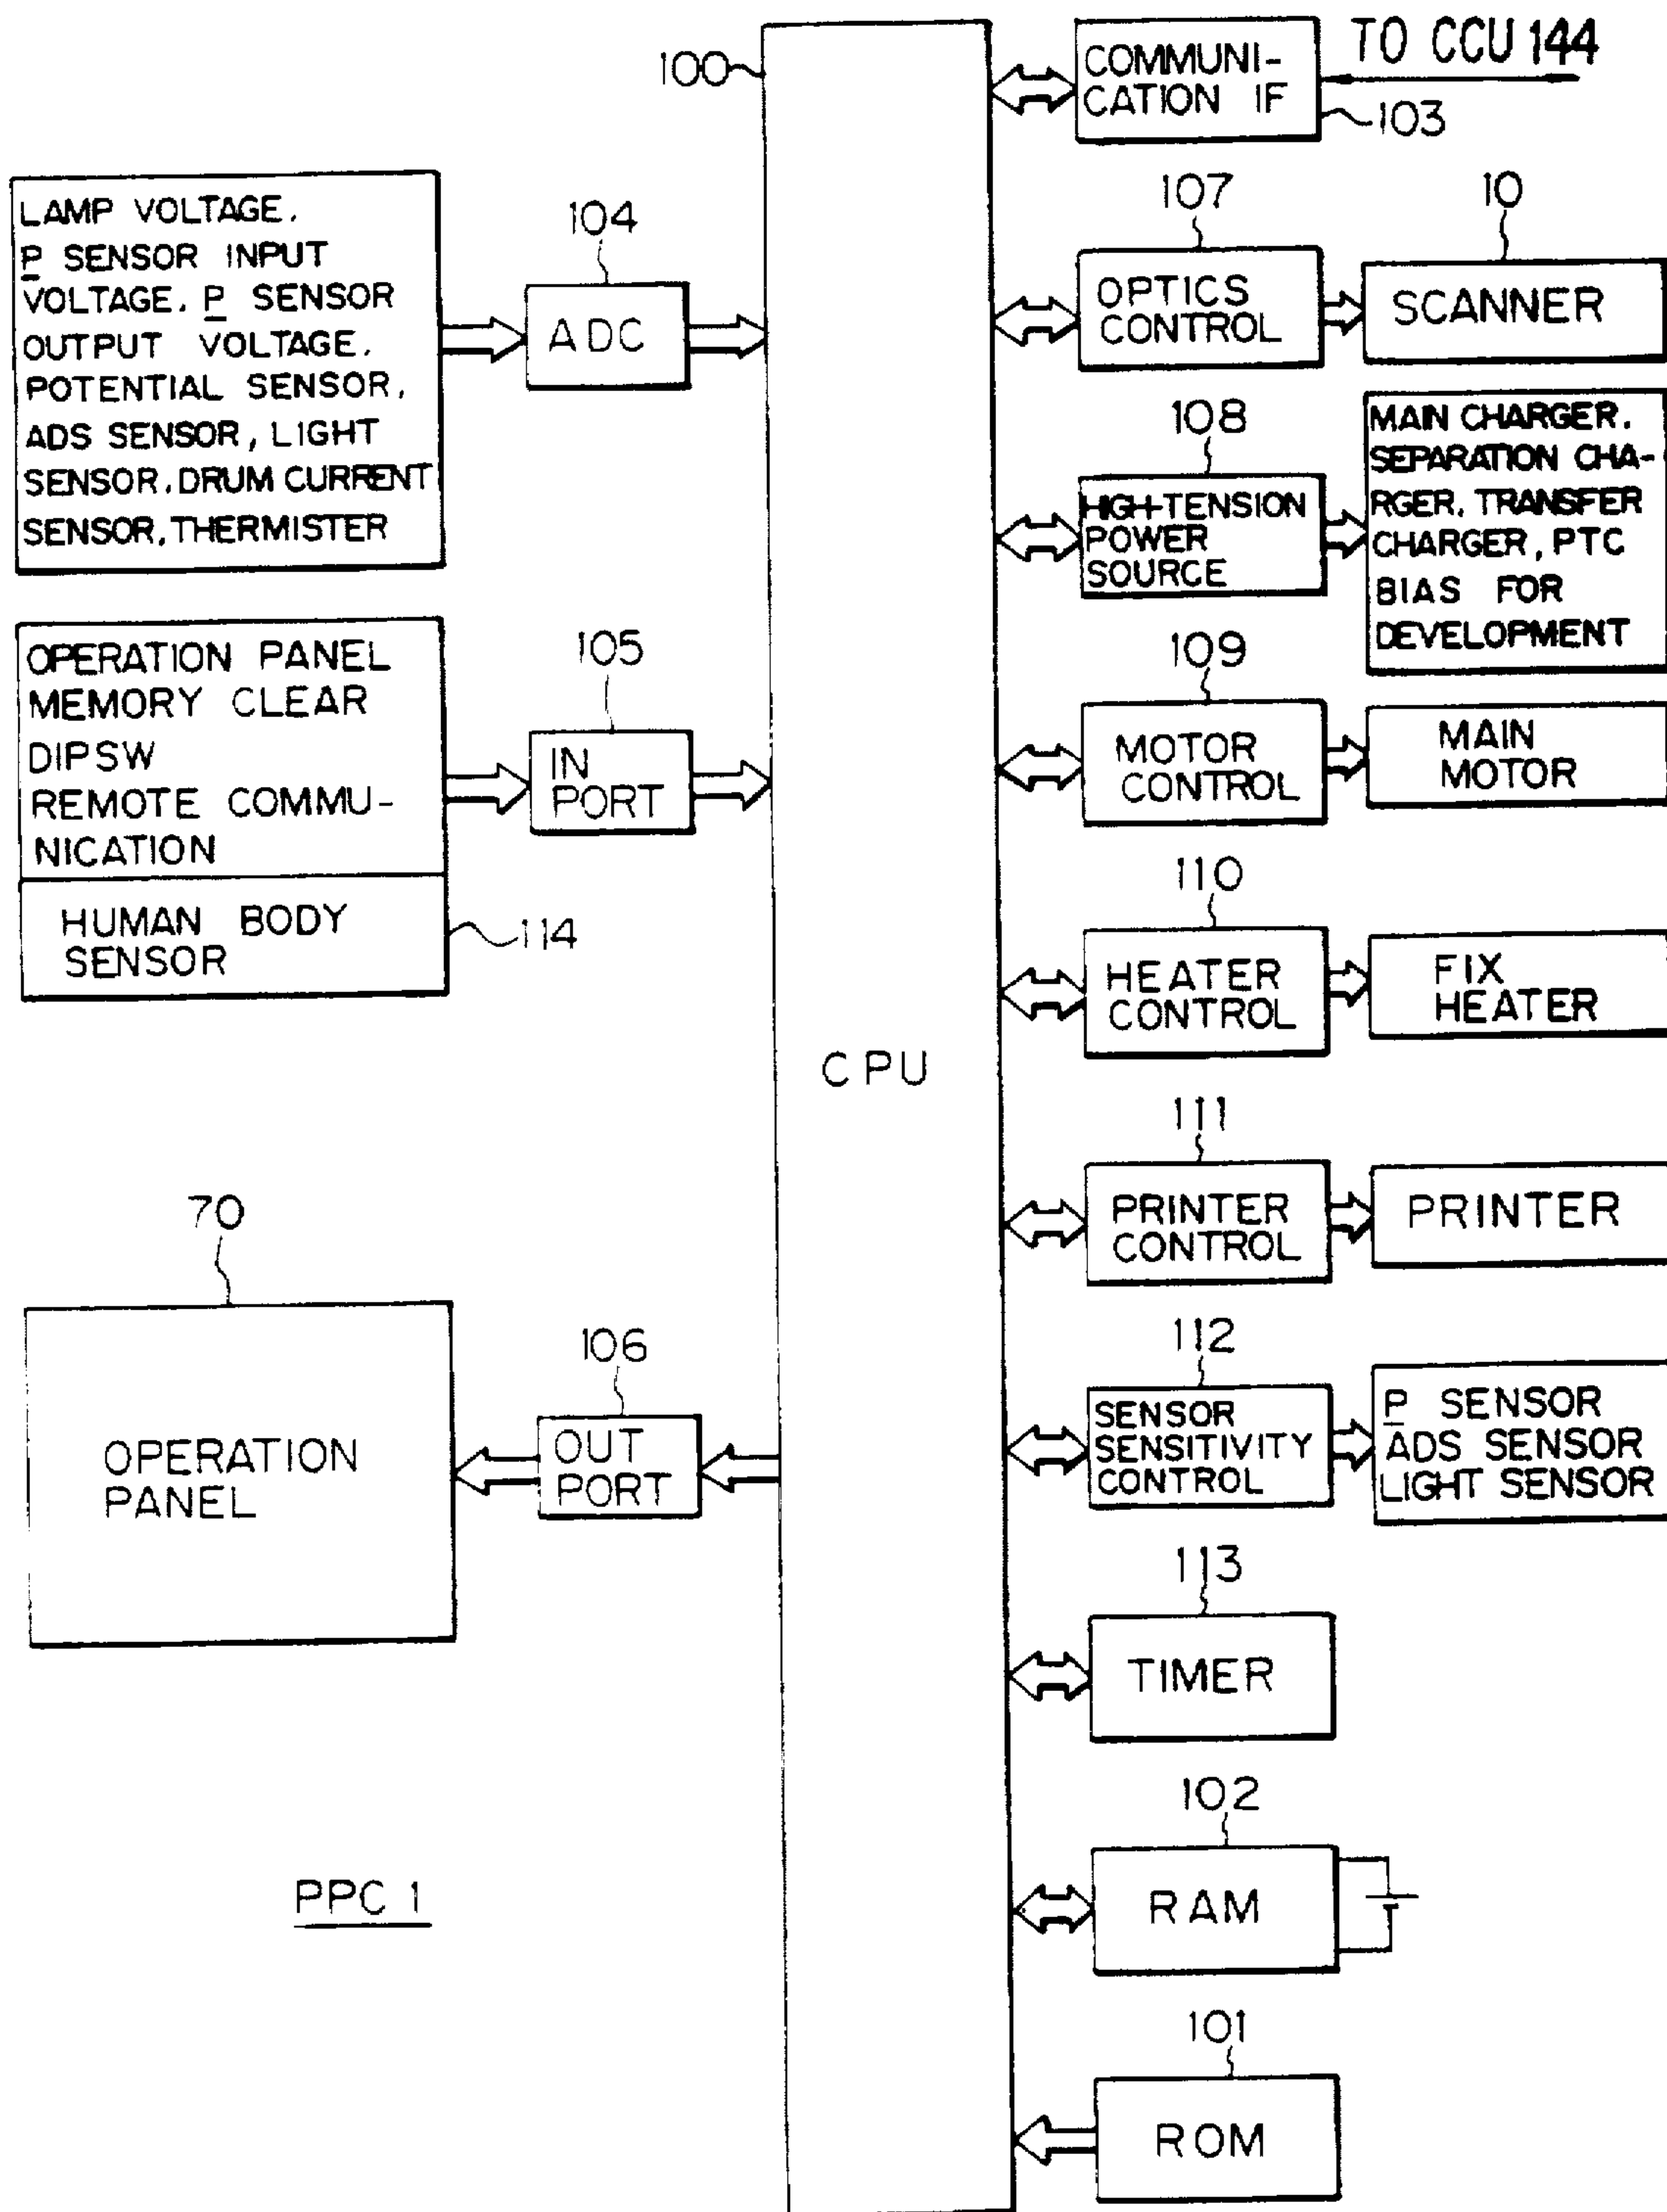 100
COMMUNI-
CATION IF
TO CCU 144
103
LAMP VOLTAGE.
P SENSOR INPUT
VOLTAGE. P SENSOR
OUTPUT VOLTAGE.
POTENTIAL SENSOR,
ADS SENSOR, LIGHT
SENSOR. DRUM CURRENT
SENSOR. THERMISTER
104
ADC
107
OPTICS
CONTROL
10
SCANNER
108
HIGH-TENSION
POWER
SOURCE
MAIN CHARGER.
SEPARATION CHA-
RGER. TRANSFER
CHARGER, PTC
BIAS FOR
DEVELOPMENT
OPERATION PANEL
MEMORY CLEAR
DIPSW
REMOTE COMMU-
NICATION
HUMAN BODY
SENSOR
114
105
IN
PORT
109
MOTOR
CONTROL
MAIN
MOTOR
110
HEATER
CONTROL
FIX
HEATER
CPU
111
PRINTER
CONTROL
PRINTER
70
OPERATION
PANEL
106
OUT
PORT
112
SENSOR
SENSITIVITY
CONTROL
P SENSOR
ADS SENSOR
LIGHT SENSOR
113
TIMER
102
RAM
PPC 1
101
ROM